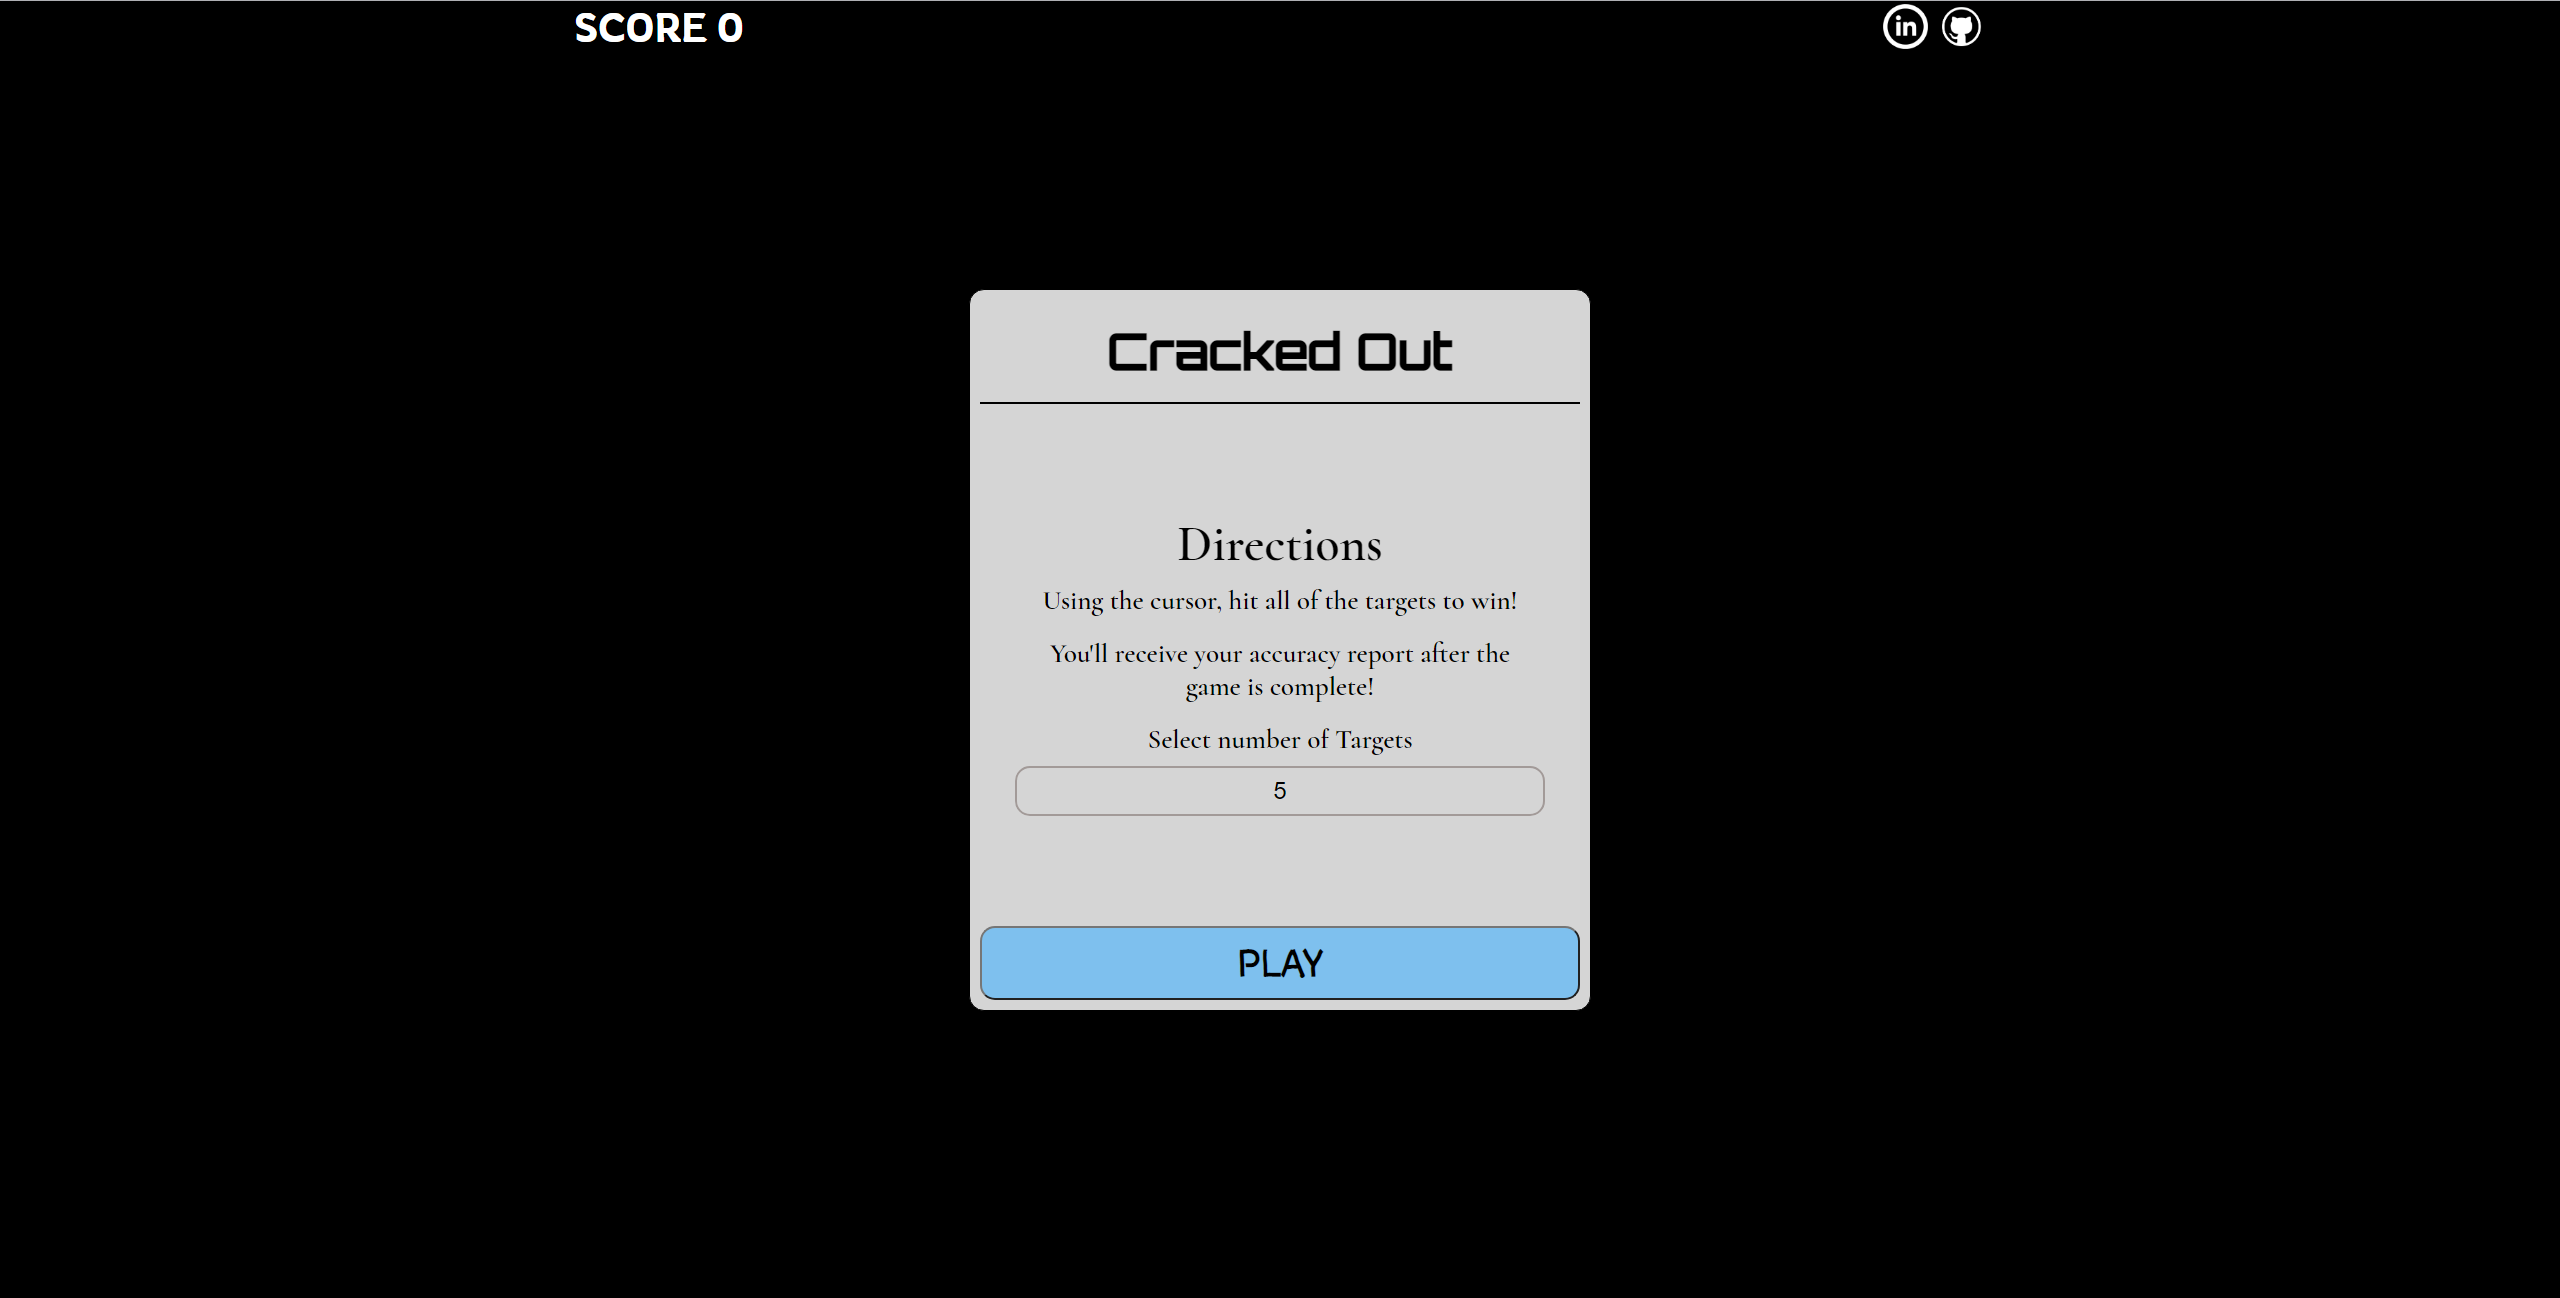 SCORE 0
in
Cracked Out
Directions
Using the cursor, hit all of the targets to win!
You'll receive your accuracy report after the
game is complete!
Select number of Targets
5
PLAY